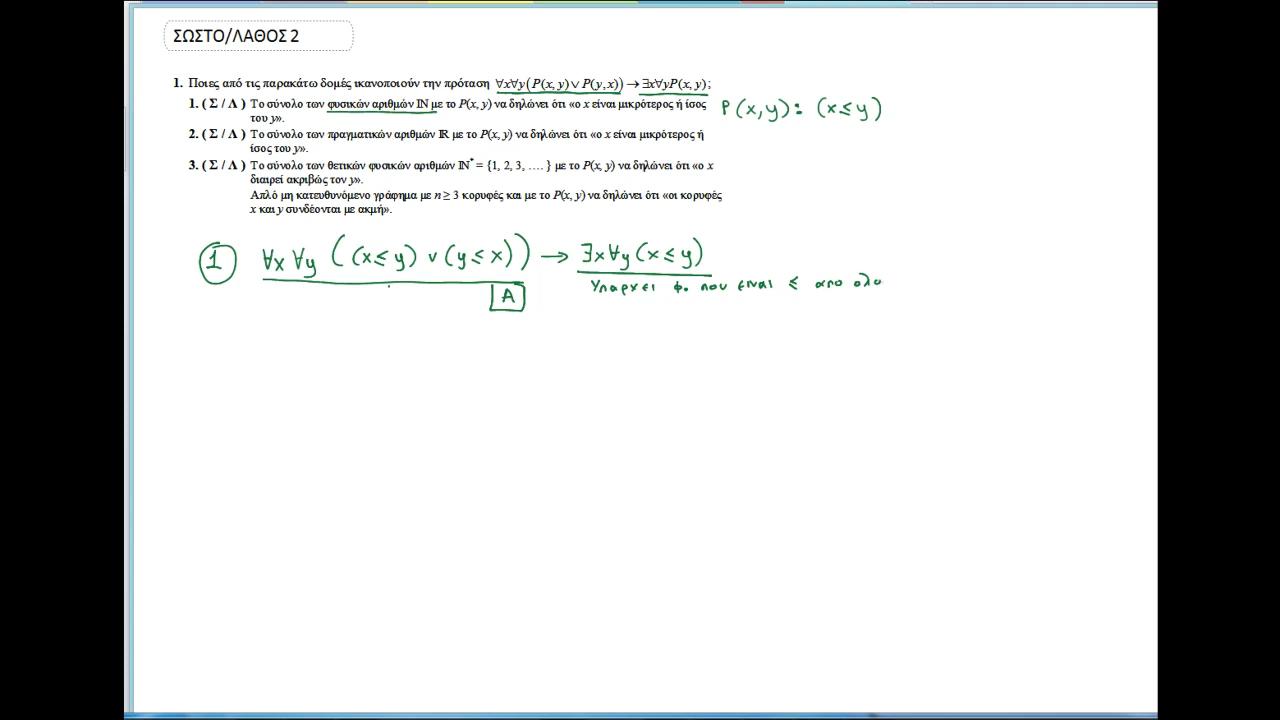 ΣΩΣΤΟ/ΛΑΘΟΣ 2
1. Ποιες από τις παρακάτω δομές ικανοποιούν την πρόταση ∀x∀y(P(x, y) ∨ P(y, x)) → ∃x∀yP(x, y);
1. ( Σ / Λ ) Το σύνολο των φυσικών αριθμών ΙΝ με το P(x, y) να δηλώνει ότι «ο x είναι μικρότερος ή ίσος
του y».
P(x,y): (x≤y)
2. ( Σ / Λ ) Το σύνολο των πραγματικών αριθμών ΙR με το P(x, y) να δηλώνει ότι «ο x είναι μικρότερος ή
ίσος του y».
3. ( Σ / Λ ) Το σύνολο των θετικών φυσικών αριθμών ΙΝ* = {1, 2, 3, …. } με το P(x, y) να δηλώνει ότι «ο x
διαιρεί ακριβώς τον y».
Απλό μη κατευθυνόμενο γράφημα με n ≥ 3 κορυφές και με το P(x, y) να δηλώνει ότι «οι κορυφές
x και y συνδέονται με ακμή».
1 ∀x ∀y ((x≤y) ∨ (y≤x)) → ∃x∀y(x≤y)
Υπαρχει φ. που ειναι ≤ απο ολο
Α